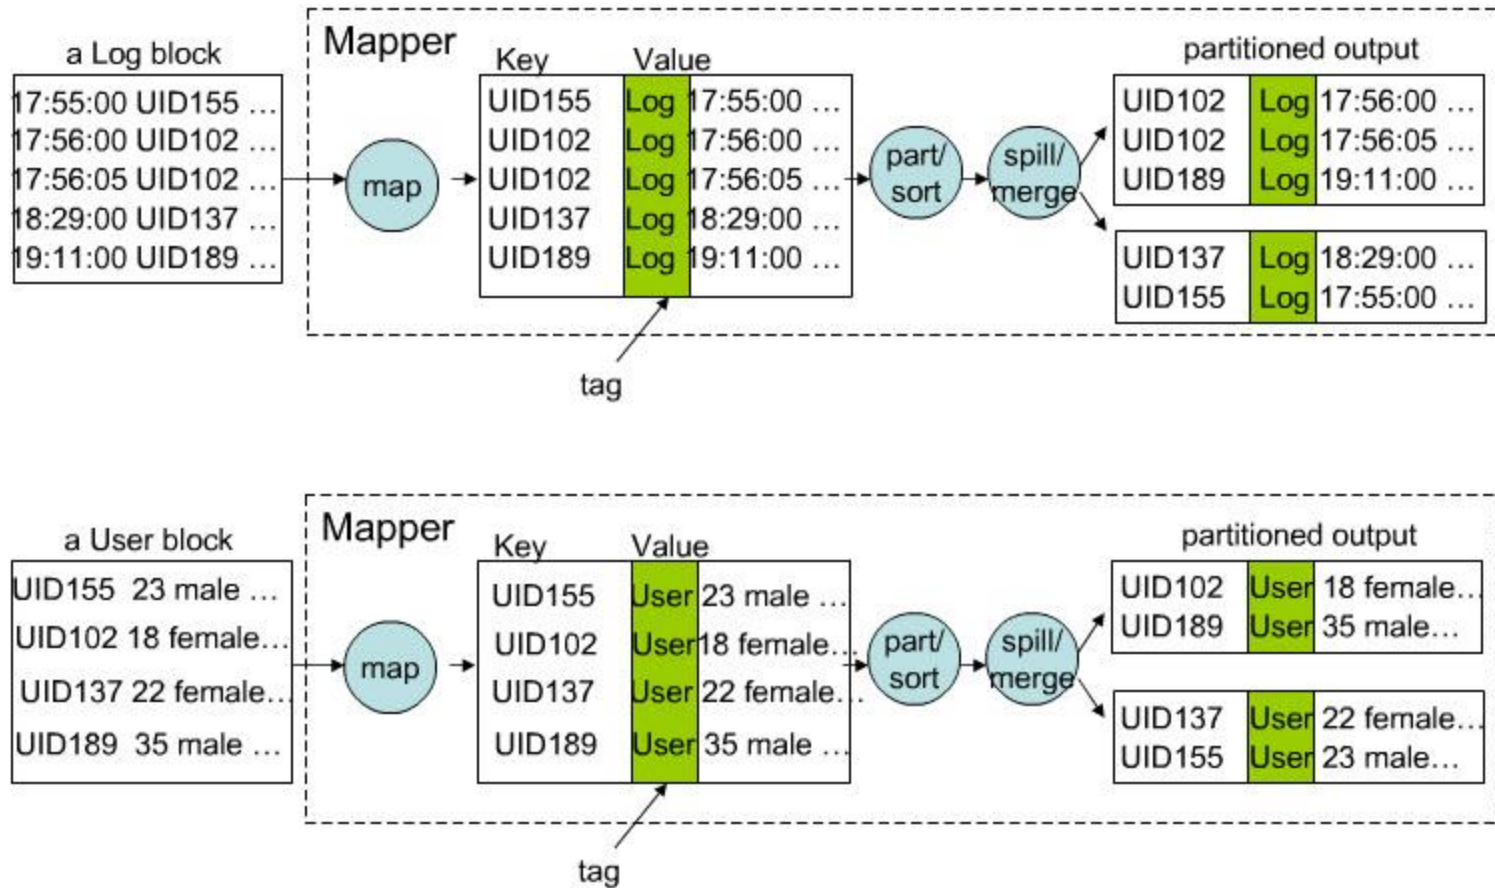 a Log block
17:55:00 UID155 ...
17:56:00 UID102 ...
17:56:05 UID102 ...
18:29:00 UID137 ...
19:11:00 UID189 ...
Mapper
map
Key Value
UID155 Log 17:55:00 ...
UID102 Log 17:56:00 ...
UID102 Log 17:56:05 ...
UID137 Log 18:29:00 ...
UID189 Log 19:11:00 ...
tag
part/
sort
spill/
merge
partitioned output
UID102 Log 17:56:00 ...
UID102 Log 17:56:05 ...
UID189 Log 19:11:00 ...
UID137 Log 18:29:00 ...
UID155 Log 17:55:00 ...
a User block
UID155 23 male ...
UID102 18 female...
UID137 22 female...
UID189 35 male ...
Mapper
map
Key Value
UID155 User 23 male ...
UID102 User 18 female...
UID137 User 22 female...
UID189 User 35 male ...
tag
part/
sort
spill/
merge
partitioned output
UID102 User 18 female...
UID189 User 35 male...
UID137 User 22 female...
UID155 User 23 male...